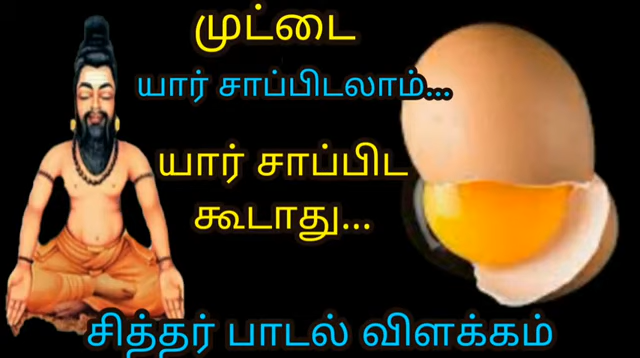 முட்டை
யார் சாப்பிடலாம்...
யார் சாப்பிட
கூடாது...
சித்தர் பாடல் விளக்கம்